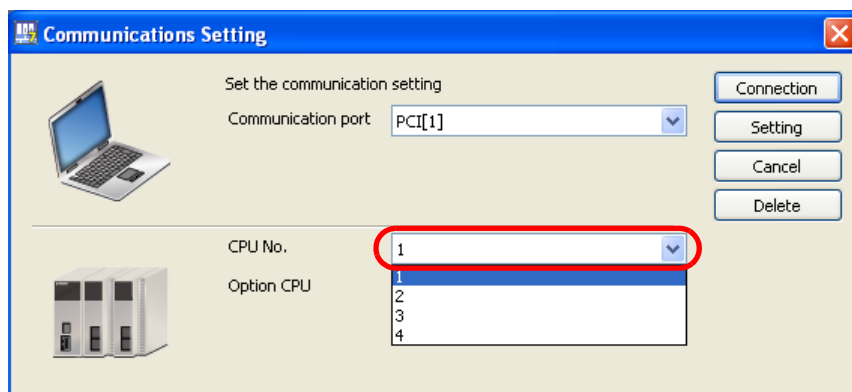 Communications Setting
Set the communication setting
Connection
Communication port PCI[1]
Setting
Cancel
Delete
CPU No. 1
Option CPU
1
2
3
4